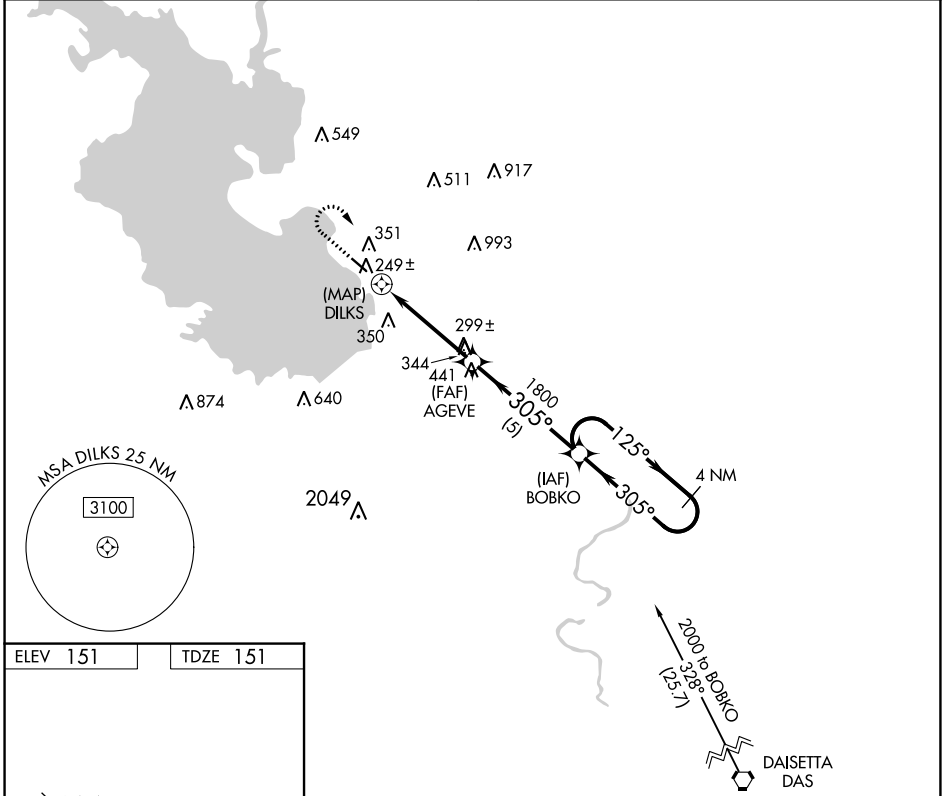 549
511
917
351
993
249±
(MAP)
DILKS
350
299±
344
441
(FAF)
AGEVE
1800
305°
(5)
874
640
125°
4 NM
(IAF)
BOBKO
305°
MSA DILKS 25 NM
3100
2049
2000 to BOBKO
328°
(25.7)
DAISETTA
DAS
ELEV 151
TDZE 151